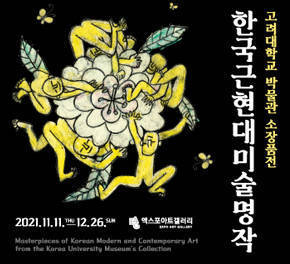 고려대학교 박물관 소장품전
한국근현대미술명작
2021.11.11. THU 12.26. SUN
엑스포아트갤러리
EXPO ART GALLERY
Masterpieces of Korean Modern and Contemporary Art
from the Korea University Museum's Collection